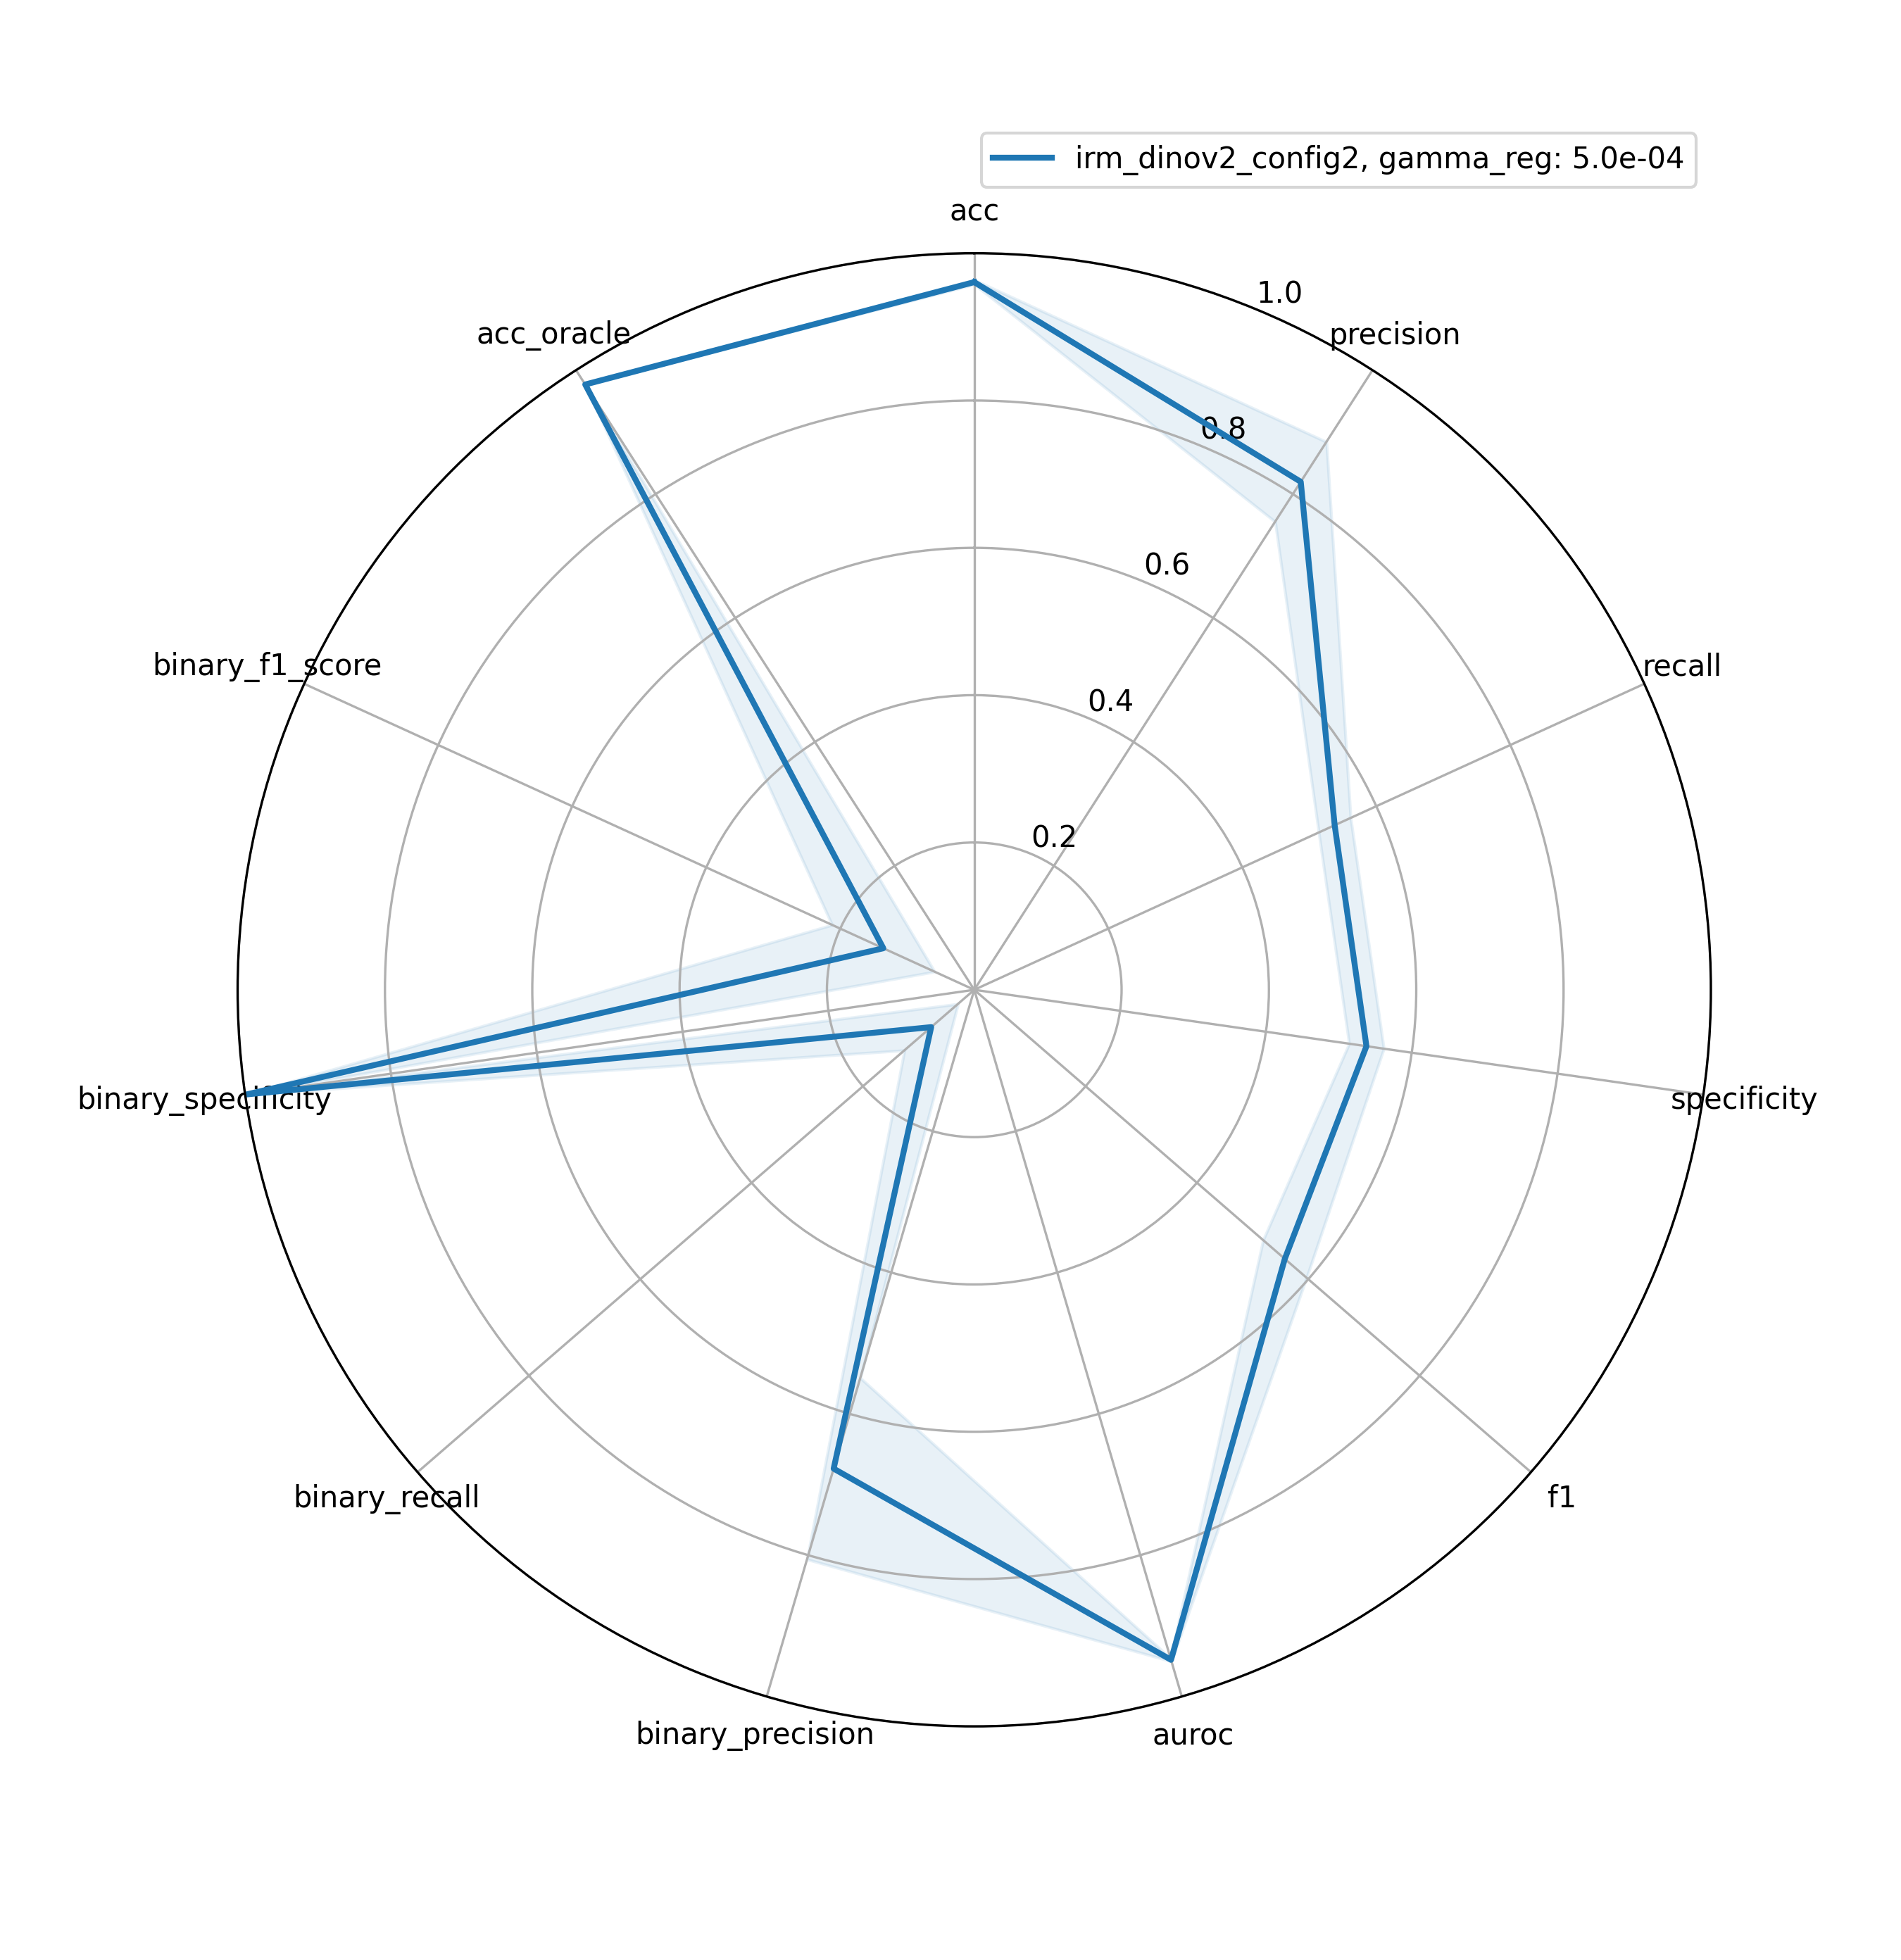 irm_dinov2_config2, gamma_reg: 5.0e-04
acc
1.0
precision
acc_oracle
0.8
0.6
binary_f1_score
recall
0.4
0.2
binary_specificity
specificity
binary_recall
f1
binary_precision
auroc